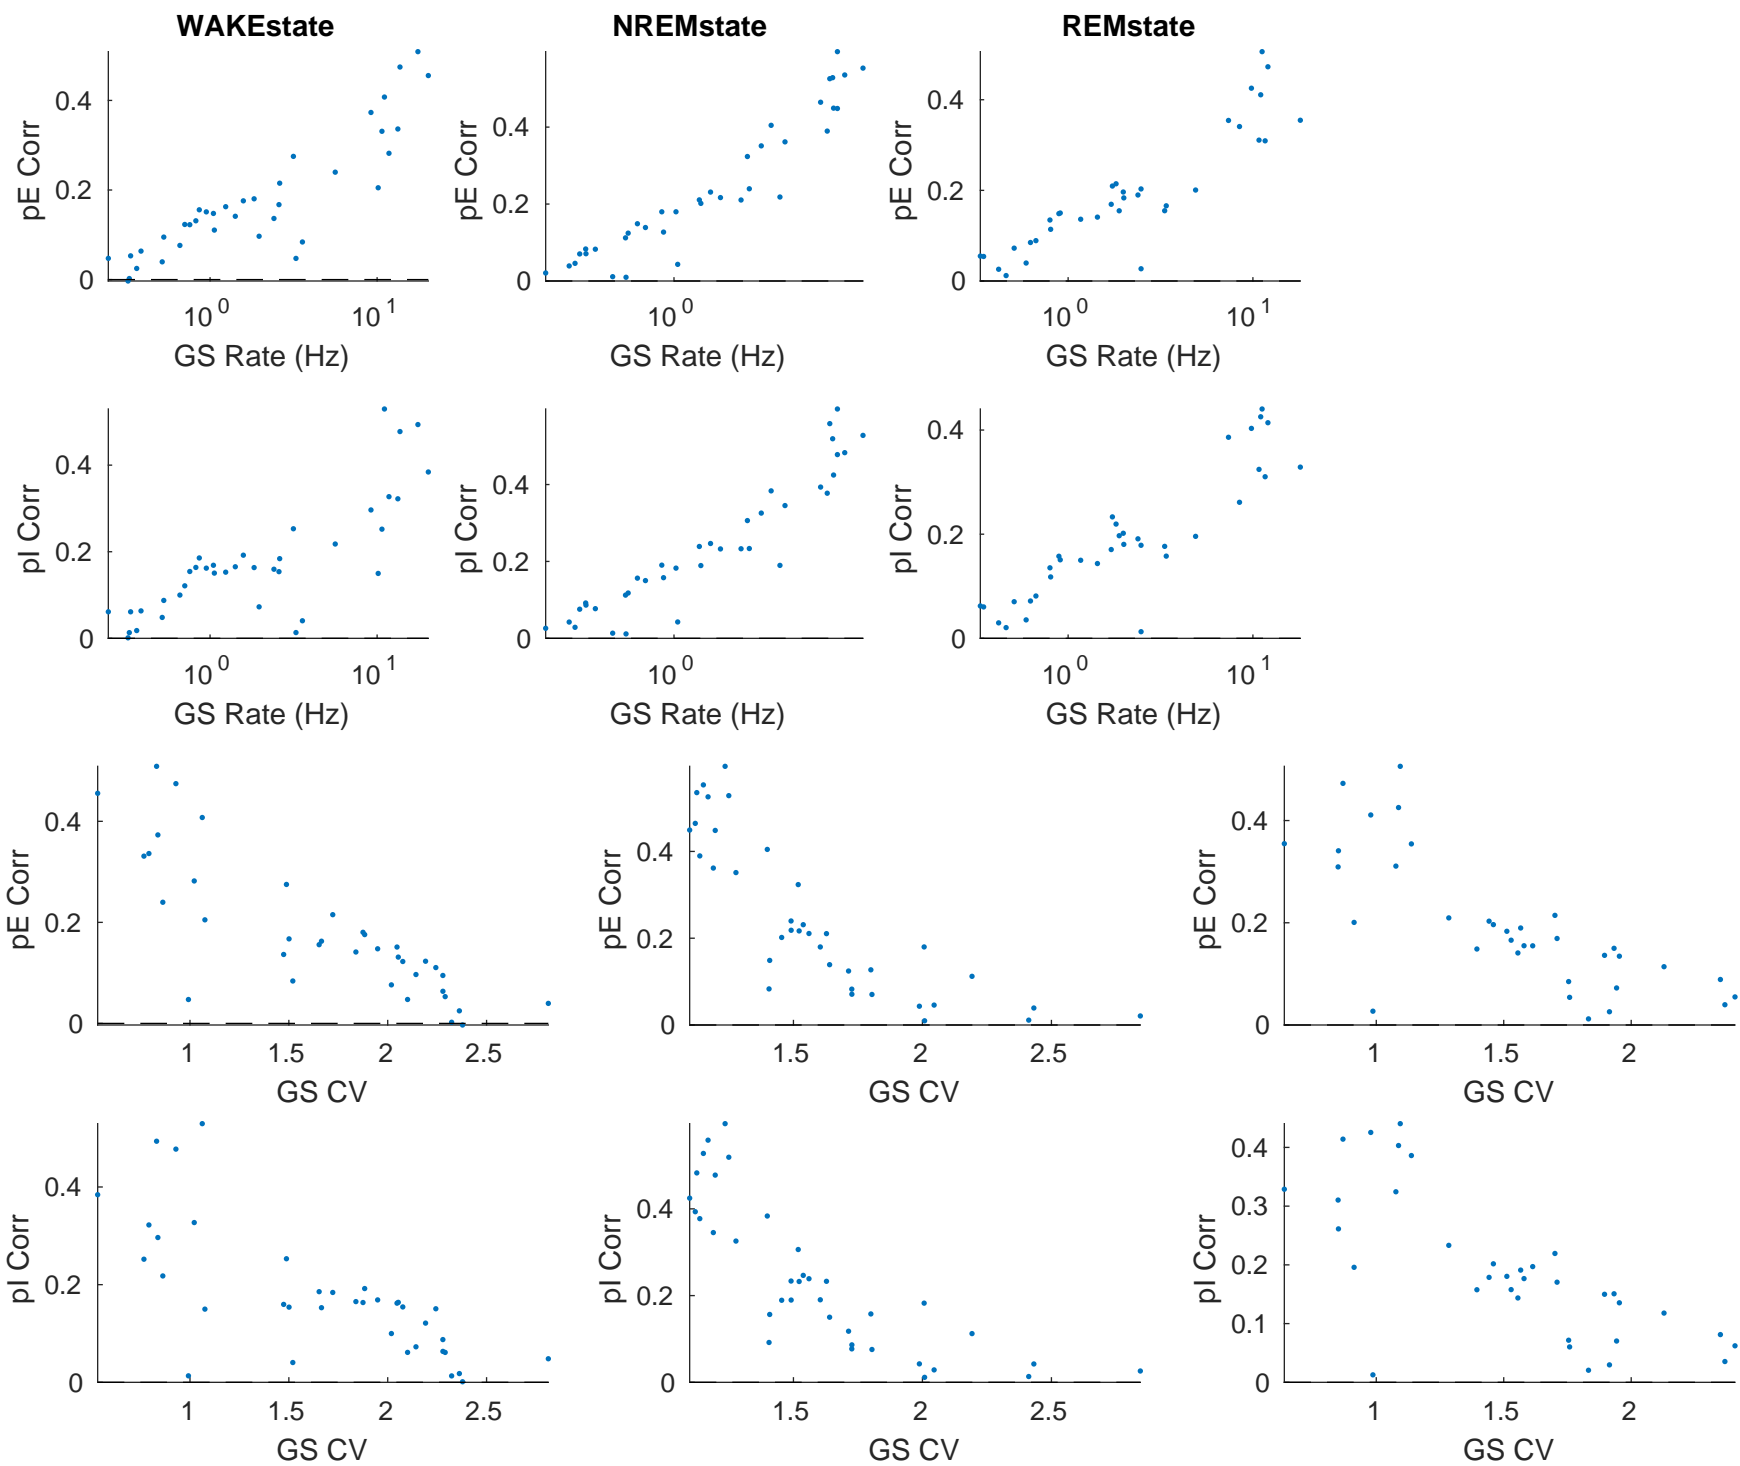 WAKEstate NREMstate REMstate
pE Corr 0.4 0.2 0 10^0 10^1 GS Rate (Hz)
pE Corr 0.4 0.2 0 10^0 GS Rate (Hz)
pE Corr 0.4 0.2 0 10^0 10^1 GS Rate (Hz)
pI Corr 0.4 0.2 0 10^0 10^1 GS Rate (Hz)
pI Corr 0.4 0.2 0 10^0 GS Rate (Hz)
pI Corr 0.4 0.2 0 10^0 10^1 GS Rate (Hz)
pE Corr 0.4 0.2 0 1 1.5 2 2.5 GS CV
pE Corr 0.4 0.2 0 1.5 2 2.5 GS CV
pE Corr 0.4 0.2 0 1 1.5 2 GS CV
pI Corr 0.4 0.2 0 1 1.5 2 2.5 GS CV
pI Corr 0.4 0.2 0 1.5 2 2.5 GS CV
pI Corr 0.4 0.3 0.2 0.1 0 1 1.5 2 GS CV